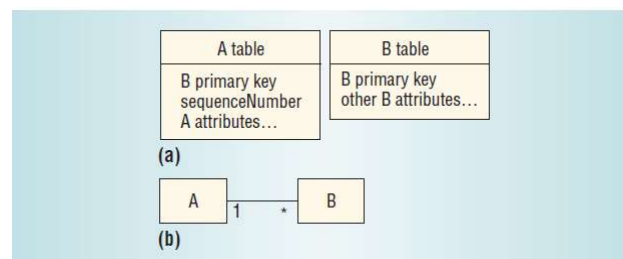 A table
B primary key
sequenceNumber
A attributes...
B table
B primary key
other B attributes...
(a)
A
1
*
B
(b)